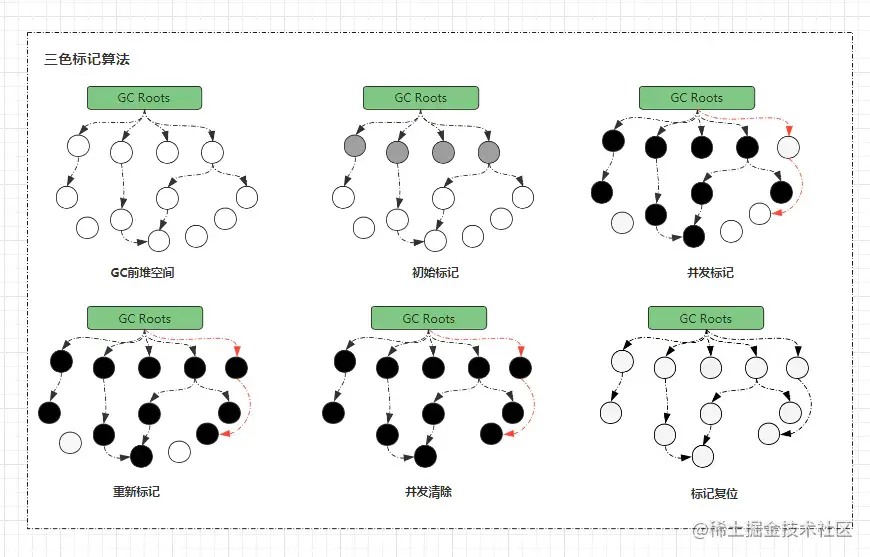 三色标记算法
GC Roots
GC Roots
GC Roots
GC前堆空间
初始标记
并发标记
GC Roots
GC Roots
GC Roots
重新标记
并发清除
标记复位
@稀土掘金技术社区